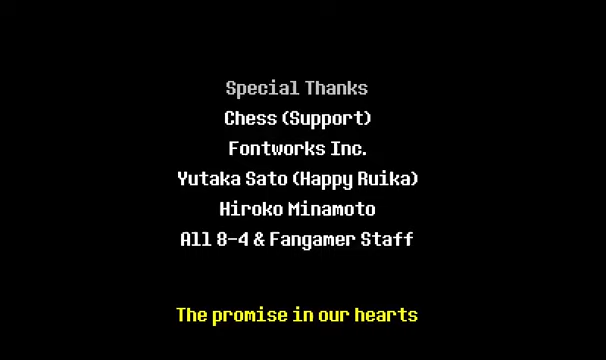 Special Thanks
Chess (Support)
Fontworks Inc.
Yutaka Sato (Happy Ruika)
Hiroko Minamoto
All 8-4 & Fangamer Staff
The promise in our hearts